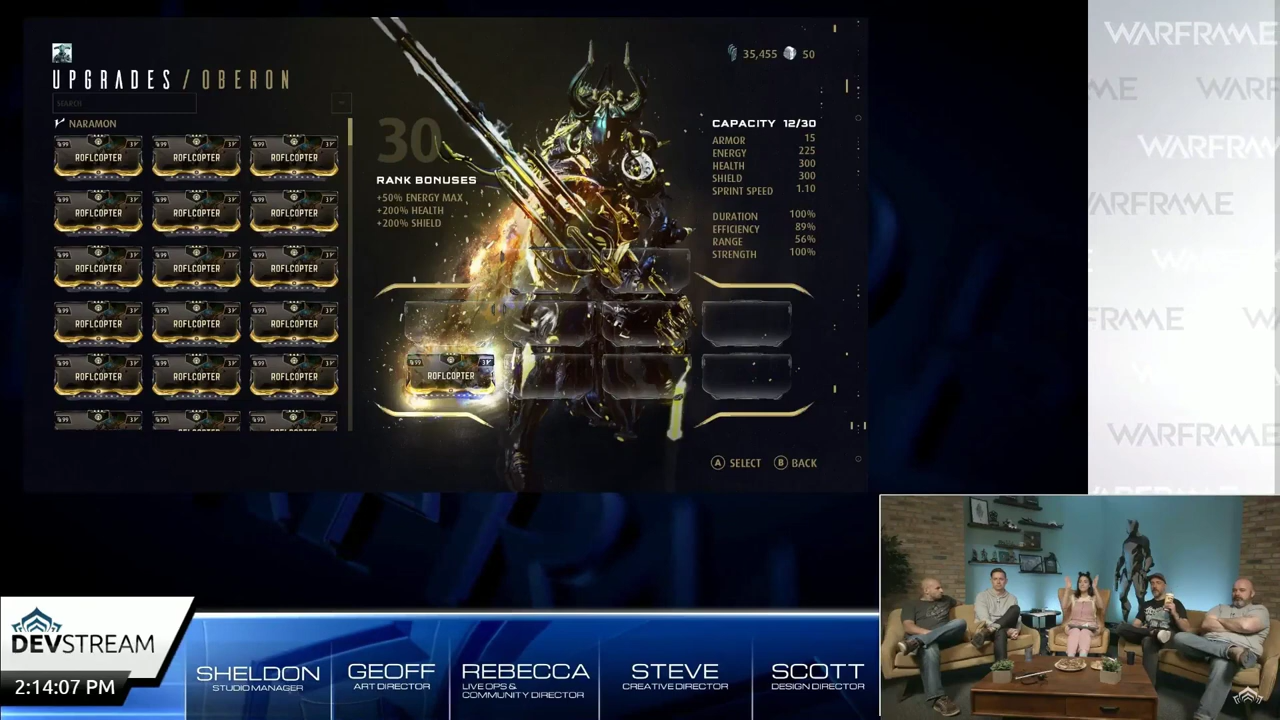 WARFRAME
35,455 50
UPGRADES / OBERON
SEARCH
NARAMON
30
RANK BONUSES
+50% ENERGY MAX
+200% HEALTH
+200% SHIELD
CAPACITY 12/30
ARMOR 15
ENERGY 225
HEALTH 300
SHIELD 300
SPRINT SPEED 1.10
DURATION 100%
EFFICIENCY 89%
RANGE 56%
STRENGTH 100%
ROFLCOPTER ROFLCOPTER ROFLCOPTER
ROFLCOPTER ROFLCOPTER ROFLCOPTER
ROFLCOPTER ROFLCOPTER ROFLCOPTER
ROFLCOPTER ROFLCOPTER ROFLCOPTER
ROFLCOPTER ROFLCOPTER ROFLCOPTER
ROFLCOPTER
A SELECT B BACK
WARFRAME
DEVSTREAM
2:14:07 PM
SHELDON
STUDIO MANAGER
GEOFF
ART DIRECTOR
REBECCA
LIVE OPS &
COMMUNITY DIRECTOR
STEVE
CREATIVE DIRECTOR
SCOTT
DESIGN DIRECTOR